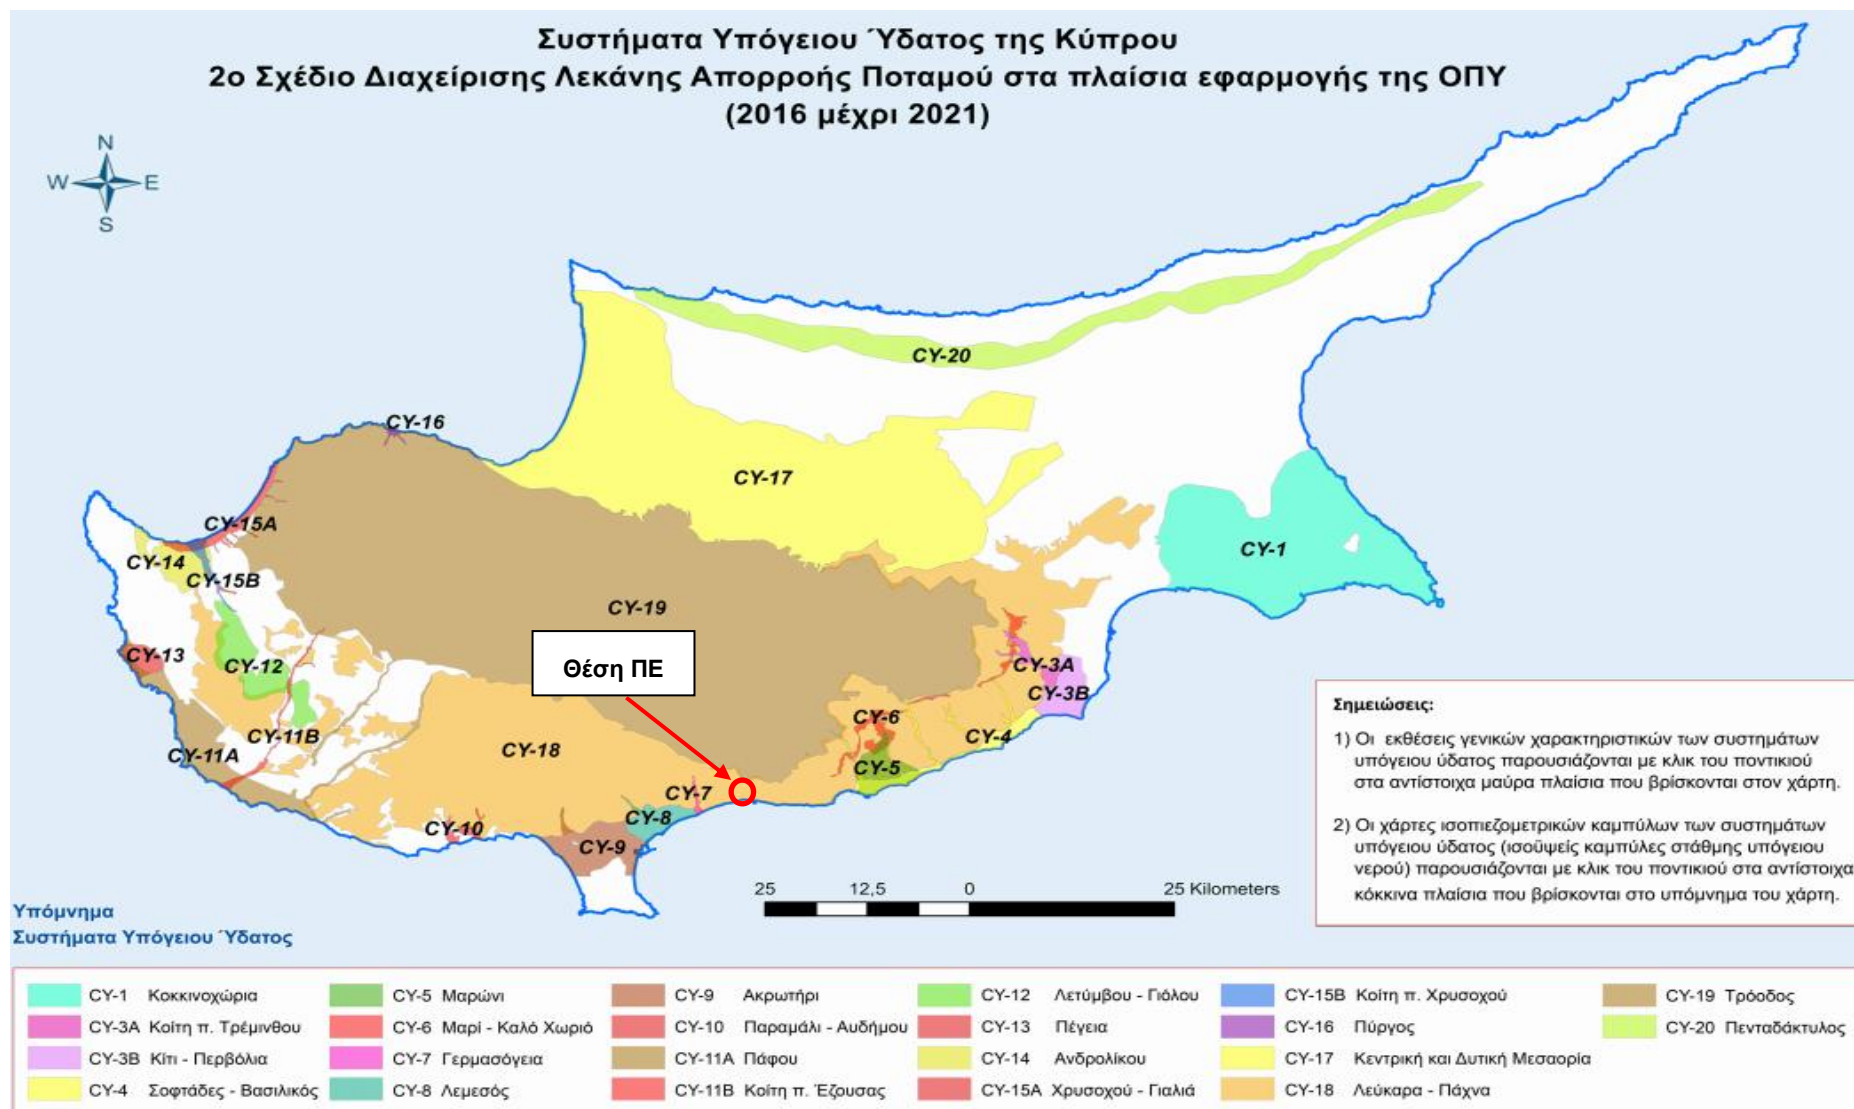 Συστήματα Υπόγειου Ύδατος της Κύπρου
2ο Σχέδιο Διαχείρισης Λεκάνης Απορροής Ποταμού στα πλαίσια εφαρμογής της ΟΠΥ
(2016 μέχρι 2021)
N
W E
S
CY-20
CY-16
CY-17
CY-15A
CY-1
CY-14
CY-15B
CY-19
Θέση ΠΕ
CY-13
CY-12
CY-3A
CY-3B
CY-6
CY-11B
CY-4
CY-11A
CY-18
CY-5
CY-7
CY-8
CY-10
CY-9
Σημειώσεις:
1) Οι εκθέσεις γενικών χαρακτηριστικών των συστημάτων
υπόγειου ύδατος παρουσιάζονται με κλικ του ποντικιού
στα αντίστοιχα μαύρα πλαίσια που βρίσκονται στον χάρτη.
2) Οι χάρτες ισοπιεζομετρικών καμπύλων των συστημάτων
υπόγειου ύδατος (ισοϋψείς καμπύλες στάθμης υπόγειου
νερού) παρουσιάζονται με κλικ του ποντικιού στα αντίστοιχα
κόκκινα πλαίσια που βρίσκονται στο υπόμνημα του χάρτη.
25 12,5 0 25 Kilometers
Υπόμνημα
Συστήματα Υπόγειου Ύδατος
CY-1 Κοκκινοχώρια
CY-3A Κοίτη π. Τρέμινθου
CY-3B Κίτι - Περβόλια
CY-4 Σοφτάδες - Βασιλικός
CY-5 Μαρώνι
CY-6 Μαρί - Καλό Χωριό
CY-7 Γερμασόγεια
CY-8 Λεμεσός
CY-9 Ακρωτήρι
CY-10 Παραμάλι - Αυδήμου
CY-11A Πάφου
CY-11B Κοίτη π. Έζουσας
CY-12 Λετύμβου - Γιόλου
CY-13 Πέγεια
CY-14 Ανδρολίκου
CY-15A Χρυσοχού - Γιαλιά
CY-15B Κοίτη π. Χρυσοχού
CY-16 Πύργος
CY-17 Κεντρική και Δυτική Μεσαορία
CY-18 Λεύκαρα - Πάχνα
CY-19 Τρόοδος
CY-20 Πενταδάκτυλος